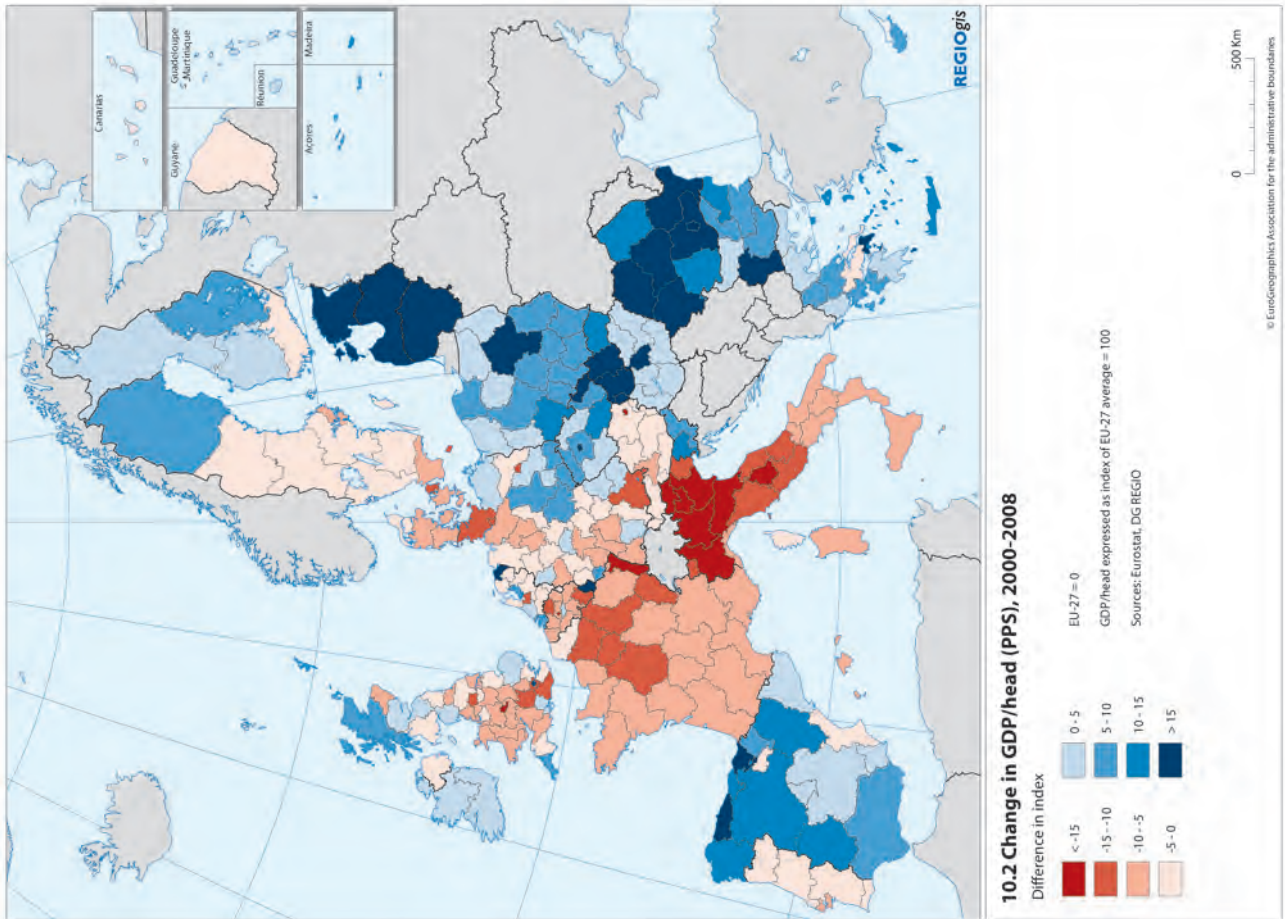 Canarias
Guyane
Guadeloupe
Martinique
Réunion
Açores
Madeira
REGIOgis
10.2 Change in GDP/head (PPS), 2000-2008
Difference in index
< -15
-15 - -10
-10 - -5
-5 - 0
0 - 5
5 - 10
10 - 15
> 15
EU-27 = 0
GDP/head expressed as index of EU-27 average = 100
Sources: Eurostat, DG REGIO
0 500 Km
© EuroGeographics Association for the administrative boundaries